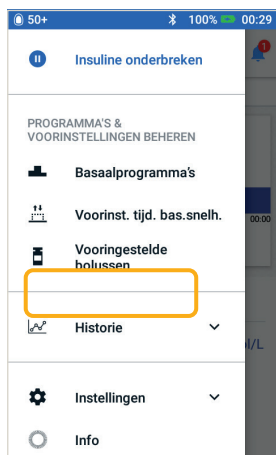 50+ 100% 00:29
Insuline onderbreken
1
PROGRAMMA'S &
VOORINSTELLINGEN BEHEREN
Basaalprogramma's
Voorinst. tijd. bas.snelh.
00:00
Vooringestelde
bolussen
Historie
ol/L
Instellingen
Info